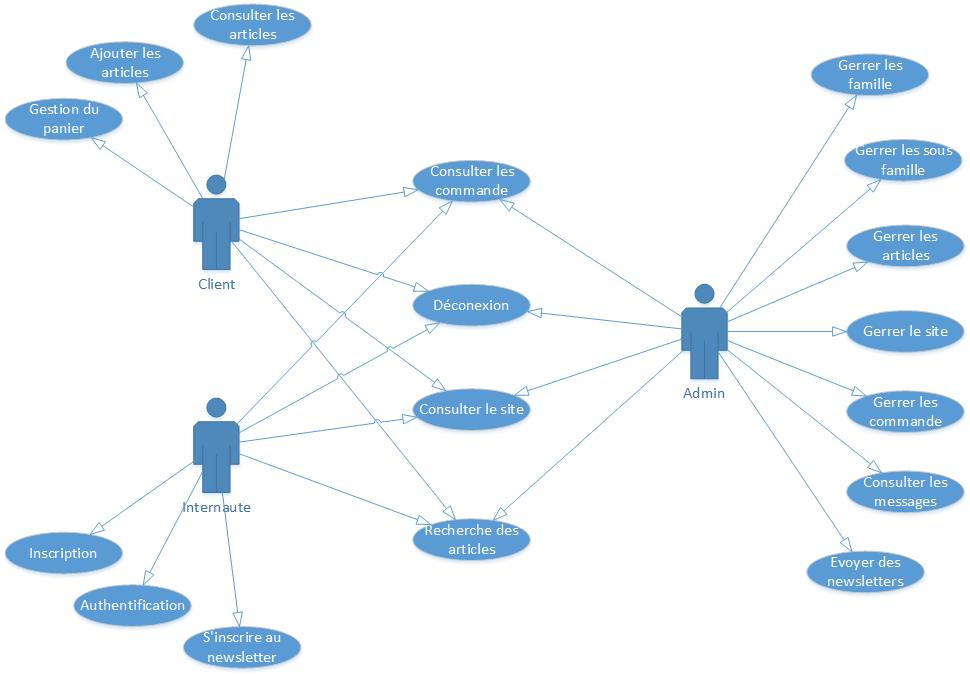 Consulter les
articles
Ajouter les
articles
Gestion du
panier
Client
Consulter les
commande
Déconexion
Consulter le site
Recherche des
articles
Internaute
Inscription
Authentification
S'inscrire au
newsletter
Admin
Gerrer les
famille
Gerrer les sous
famille
Gerrer les
articles
Gerrer le site
Gerrer les
commande
Consulter les
messages
Evoyer des
newsletters